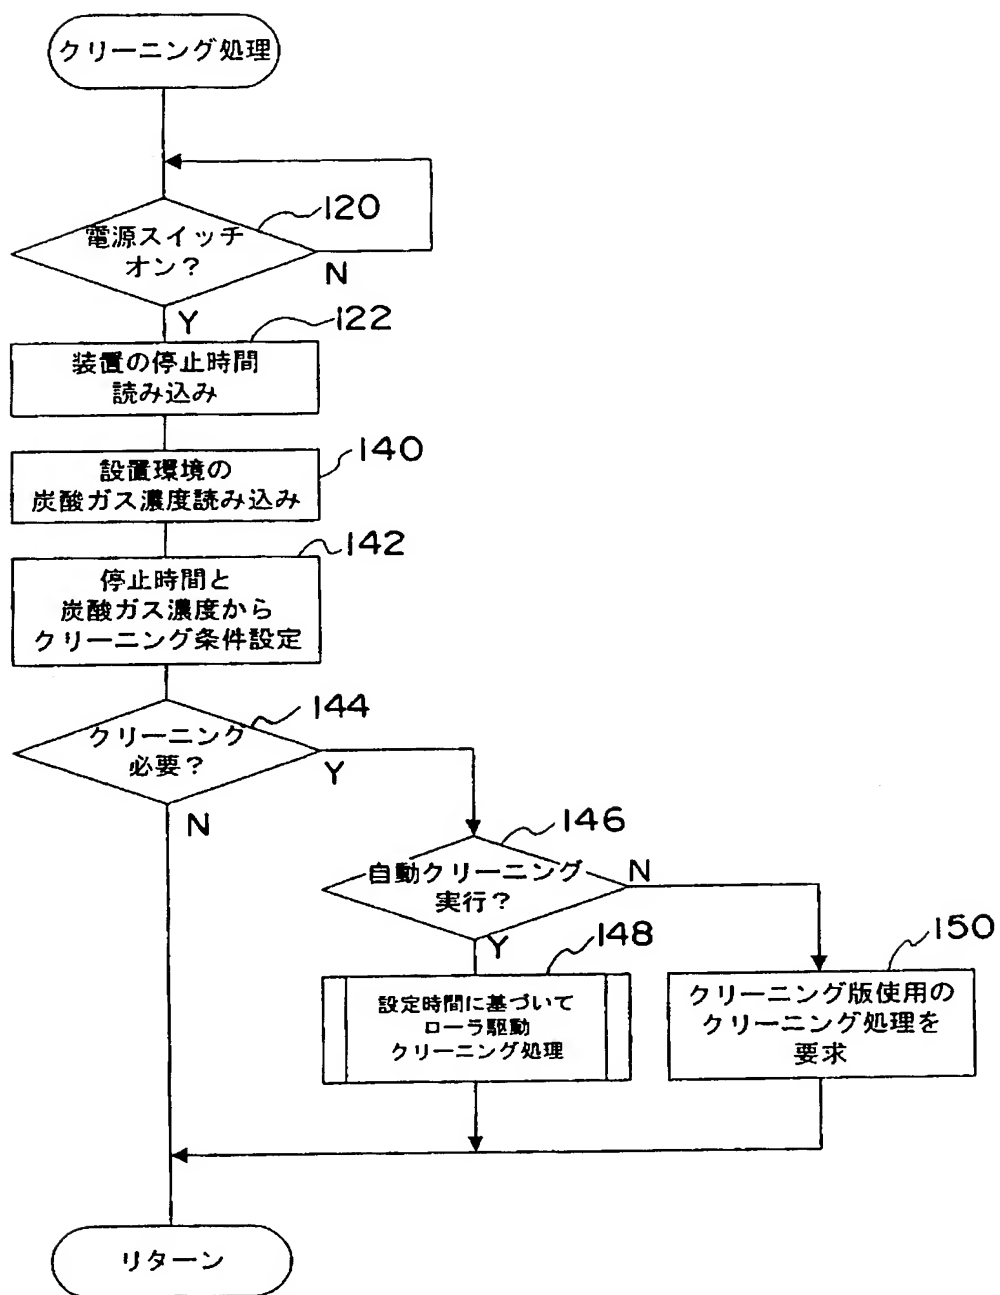 クリーニング処理
120
電源スイッチ
オン？
N
Y
122
装置の停止時間
読み込み
140
設置環境の
炭酸ガス濃度読み込み
142
停止時間と
炭酸ガス濃度から
クリーニング条件設定
144
クリーニング
必要？
Y
N
146
自動クリーニング
実行？
N
Y
148
設定時間に基づいて
ローラ駆動
クリーニング処理
150
クリーニング版使用の
クリーニング処理を
要求
リターン